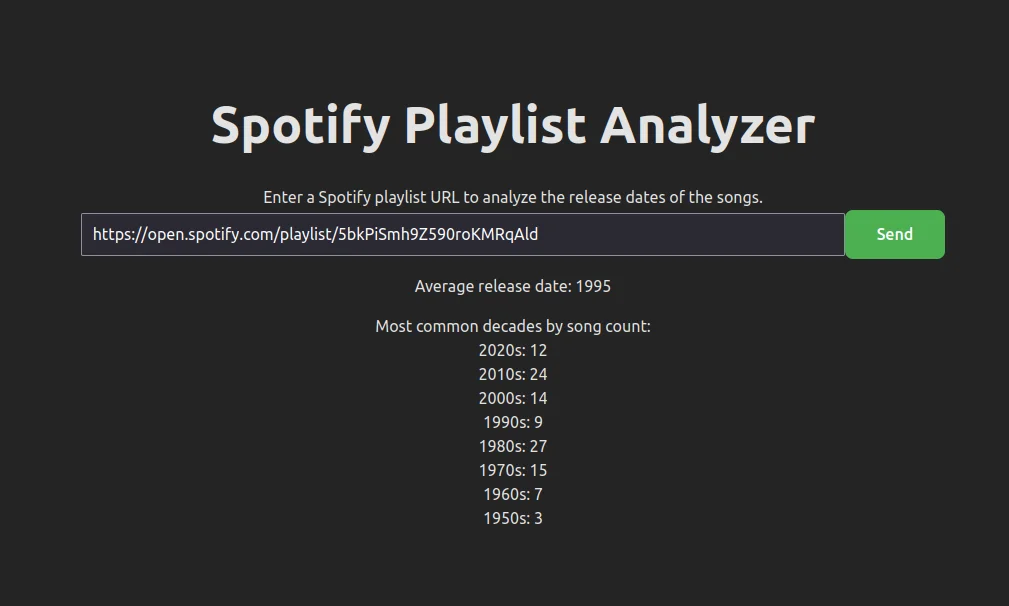 Spotify Playlist Analyzer
Enter a Spotify playlist URL to analyze the release dates of the songs.
https://open.spotify.com/playlist/5bkPiSmh9Z590roKMRqAld
Send
Average release date: 1995
Most common decades by song count:
2020s: 12
2010s: 24
2000s: 14
1990s: 9
1980s: 27
1970s: 15
1960s: 7
1950s: 3